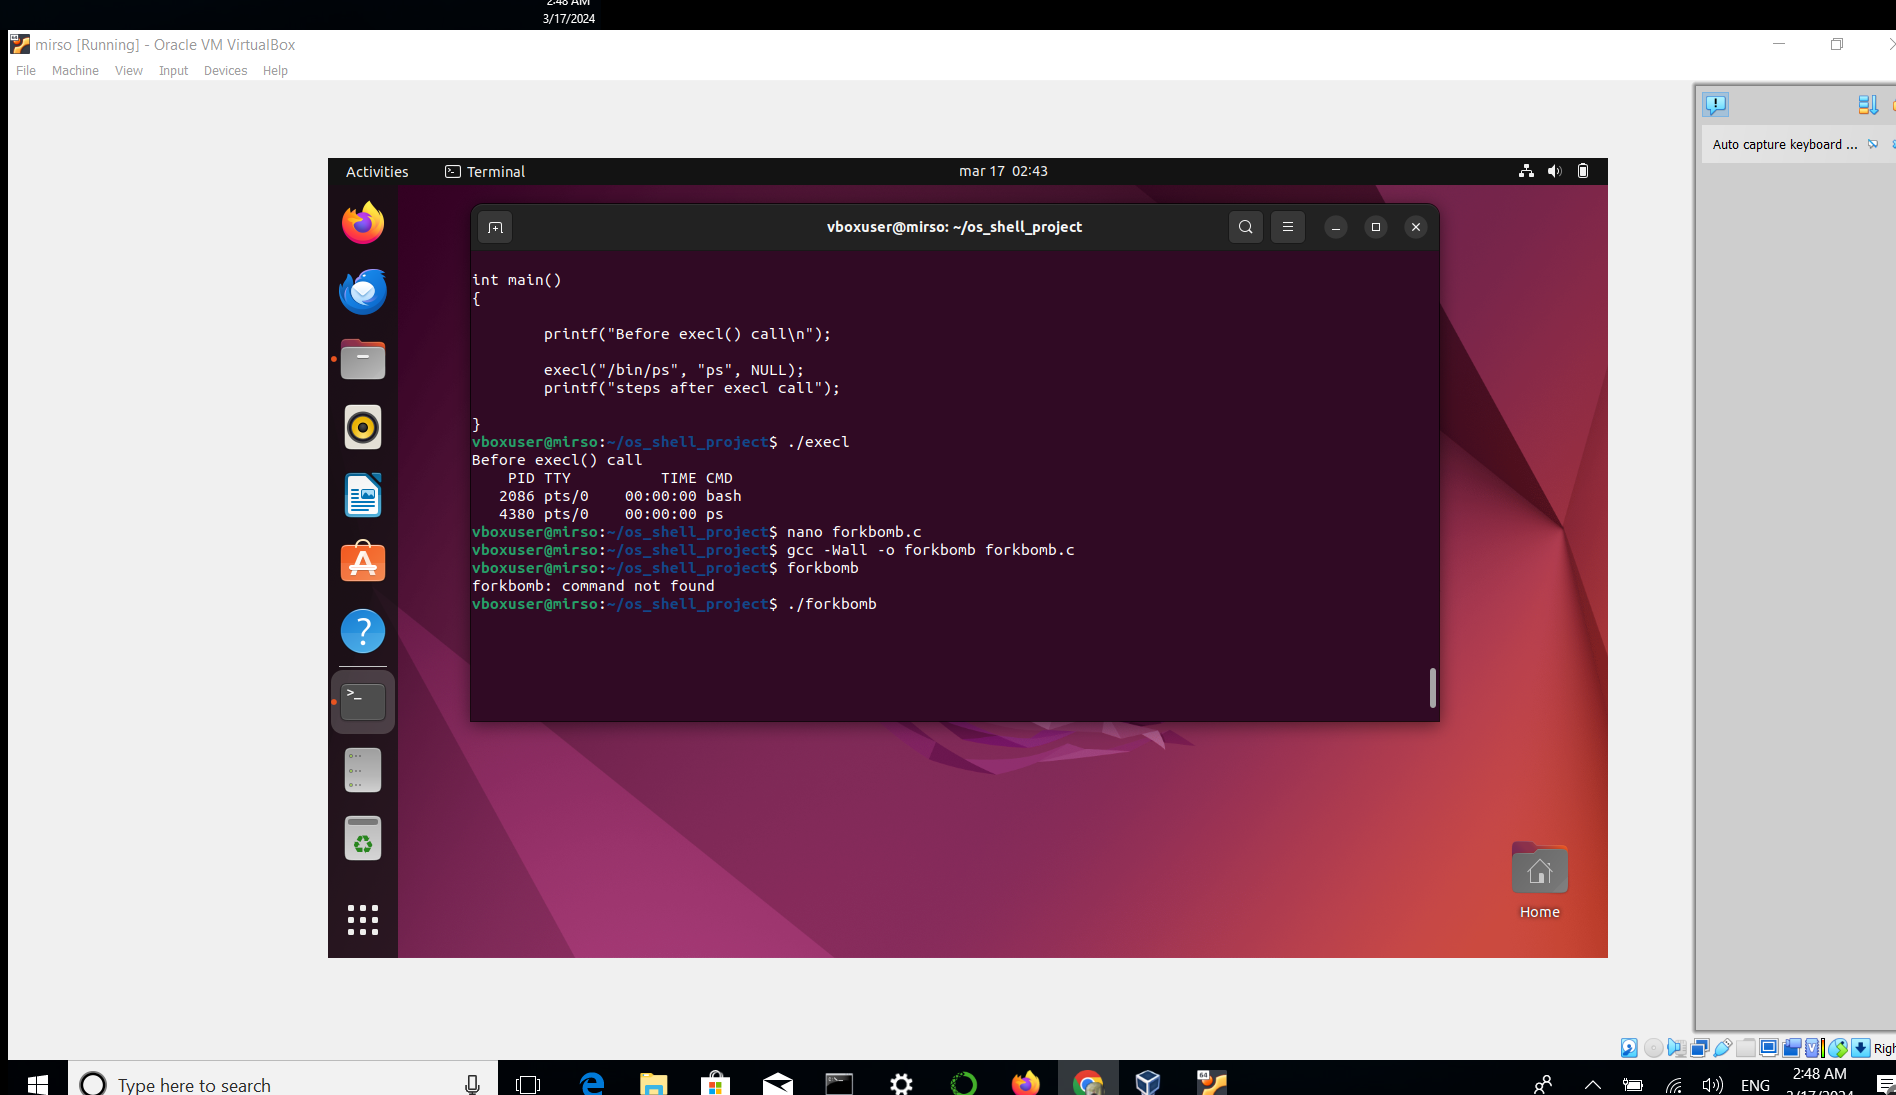 2:48 AM
3/17/2024
mirso [Running] - Oracle VM VirtualBox
File Machine View Input Devices Help
Auto capture keyboard ...
Activities Terminal mar 17 02:43
vboxuser@mirso: ~/os_shell_project
int main()
{
printf("Before execl() call\n");
execl("/bin/ps", "ps", NULL);
printf("steps after execl call");
}
vboxuser@mirso:~/os_shell_project$ ./execl
Before execl() call
PID TTY TIME CMD
2086 pts/0 00:00:00 bash
4380 pts/0 00:00:00 ps
vboxuser@mirso:~/os_shell_project$ nano forkbomb.c
vboxuser@mirso:~/os_shell_project$ gcc -Wall -o forkbomb forkbomb.c
vboxuser@mirso:~/os_shell_project$ forkbomb
forkbomb: command not found
vboxuser@mirso:~/os_shell_project$ ./forkbomb
Home
Type here to search
ENG
2:48 AM
3/17/2024